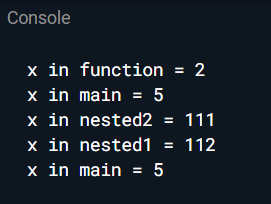 Console
x in function = 2
x in main = 5
x in nested2 = 111
x in nested1 = 112
x in main = 5